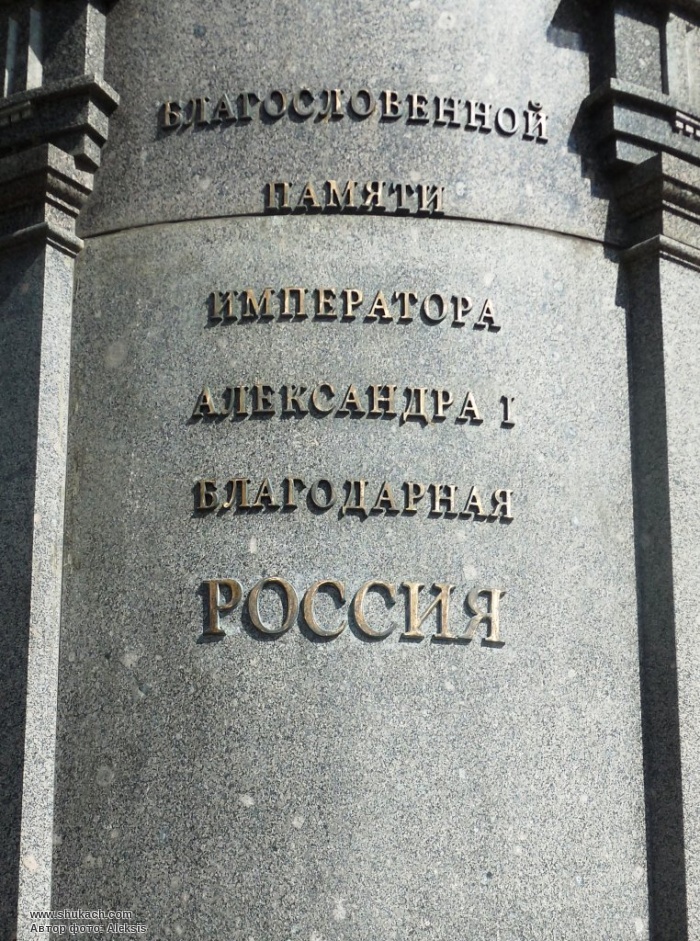 БЛАГОСЛОВЕННОЙ
ПАМЯТИ
ИМПЕРАТОРА
АЛЕКСАНДРА I
БЛАГОДАРНАЯ
РОССИЯ
www.shukach.com
Автор фото: Aleksis